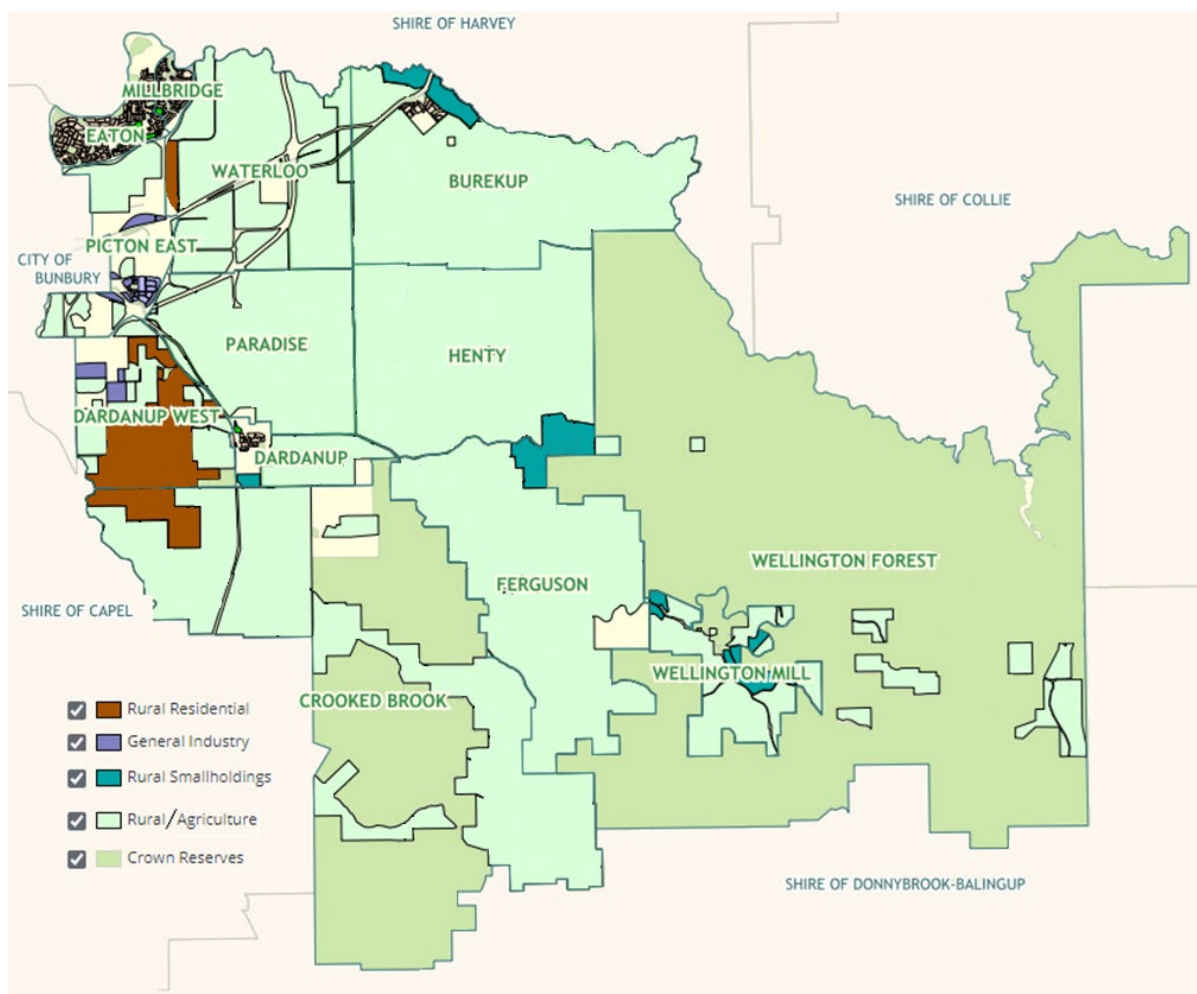 SHIRE OF HARVEY
MILLBRIDGE
EATON
WATERLOO
BUREKUP
SHIRE OF COLLIE
PICTON EAST
CITY OF
BUNBURY
PARADISE
HENTY
DARDANUP WEST
DARDANUP
WELLINGTON FOREST
FERGUSON
SHIRE OF CAPEL
WELLINGTON MILL
CROOKED BROOK
Rural Residential
General Industry
Rural Smallholdings
Rural/Agriculture
Crown Reserves
SHIRE OF DONNYBROOK-BALINGUP